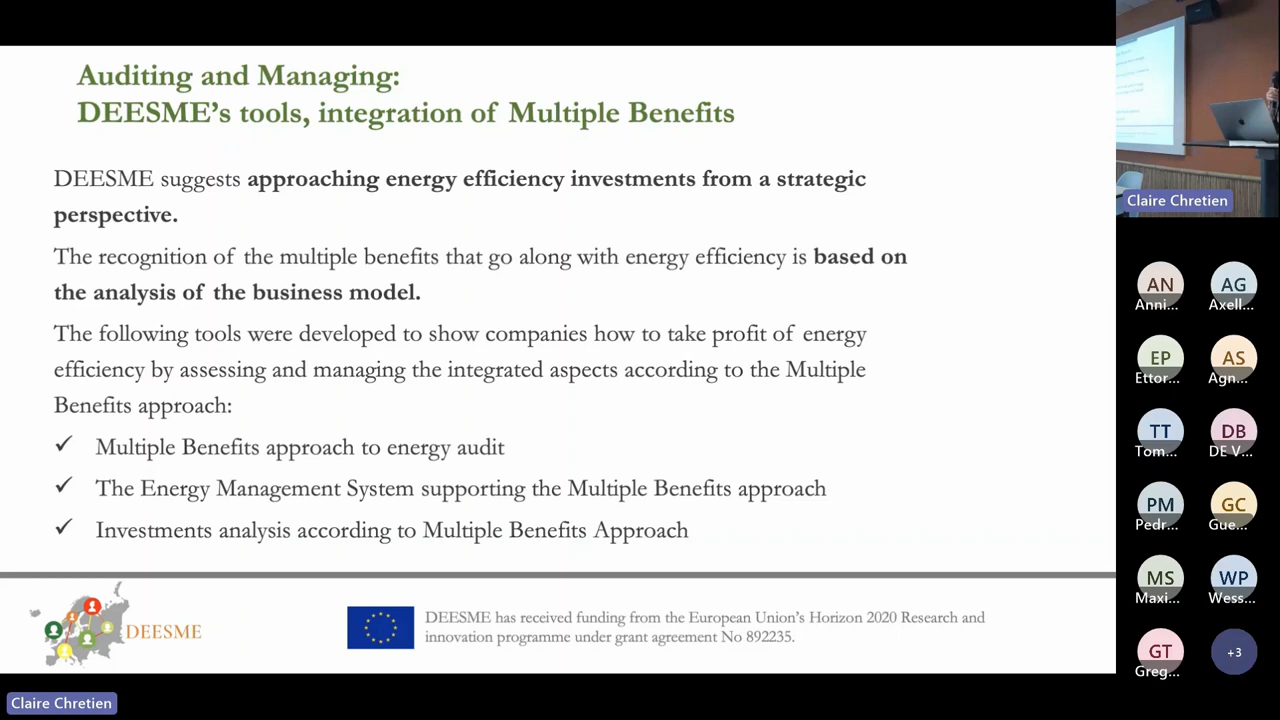 Auditing and Managing:
DEESME's tools, integration of Multiple Benefits
DEESME suggests approaching energy efficiency investments from a strategic
perspective.
The recognition of the multiple benefits that go along with energy efficiency is based on
the analysis of the business model.
The following tools were developed to show companies how to take profit of energy
efficiency by assessing and managing the integrated aspects according to the Multiple
Benefits approach:
✓ Multiple Benefits approach to energy audit
✓ The Energy Management System supporting the Multiple Benefits approach
✓ Investments analysis according to Multiple Benefits Approach
DEESME
DEESME has received funding from the European Union's Horizon 2020 Research and
innovation programme under grant agreement No 892235.
Claire Chretien
Claire Chretien
AN
Anni...
AG
Axell...
EP
Ettor...
AS
Agn...
TT
Tom...
DB
DE V...
PM
Pedr...
GC
Gue...
MS
Maxi...
WP
Wess...
GT
Greg...
+3